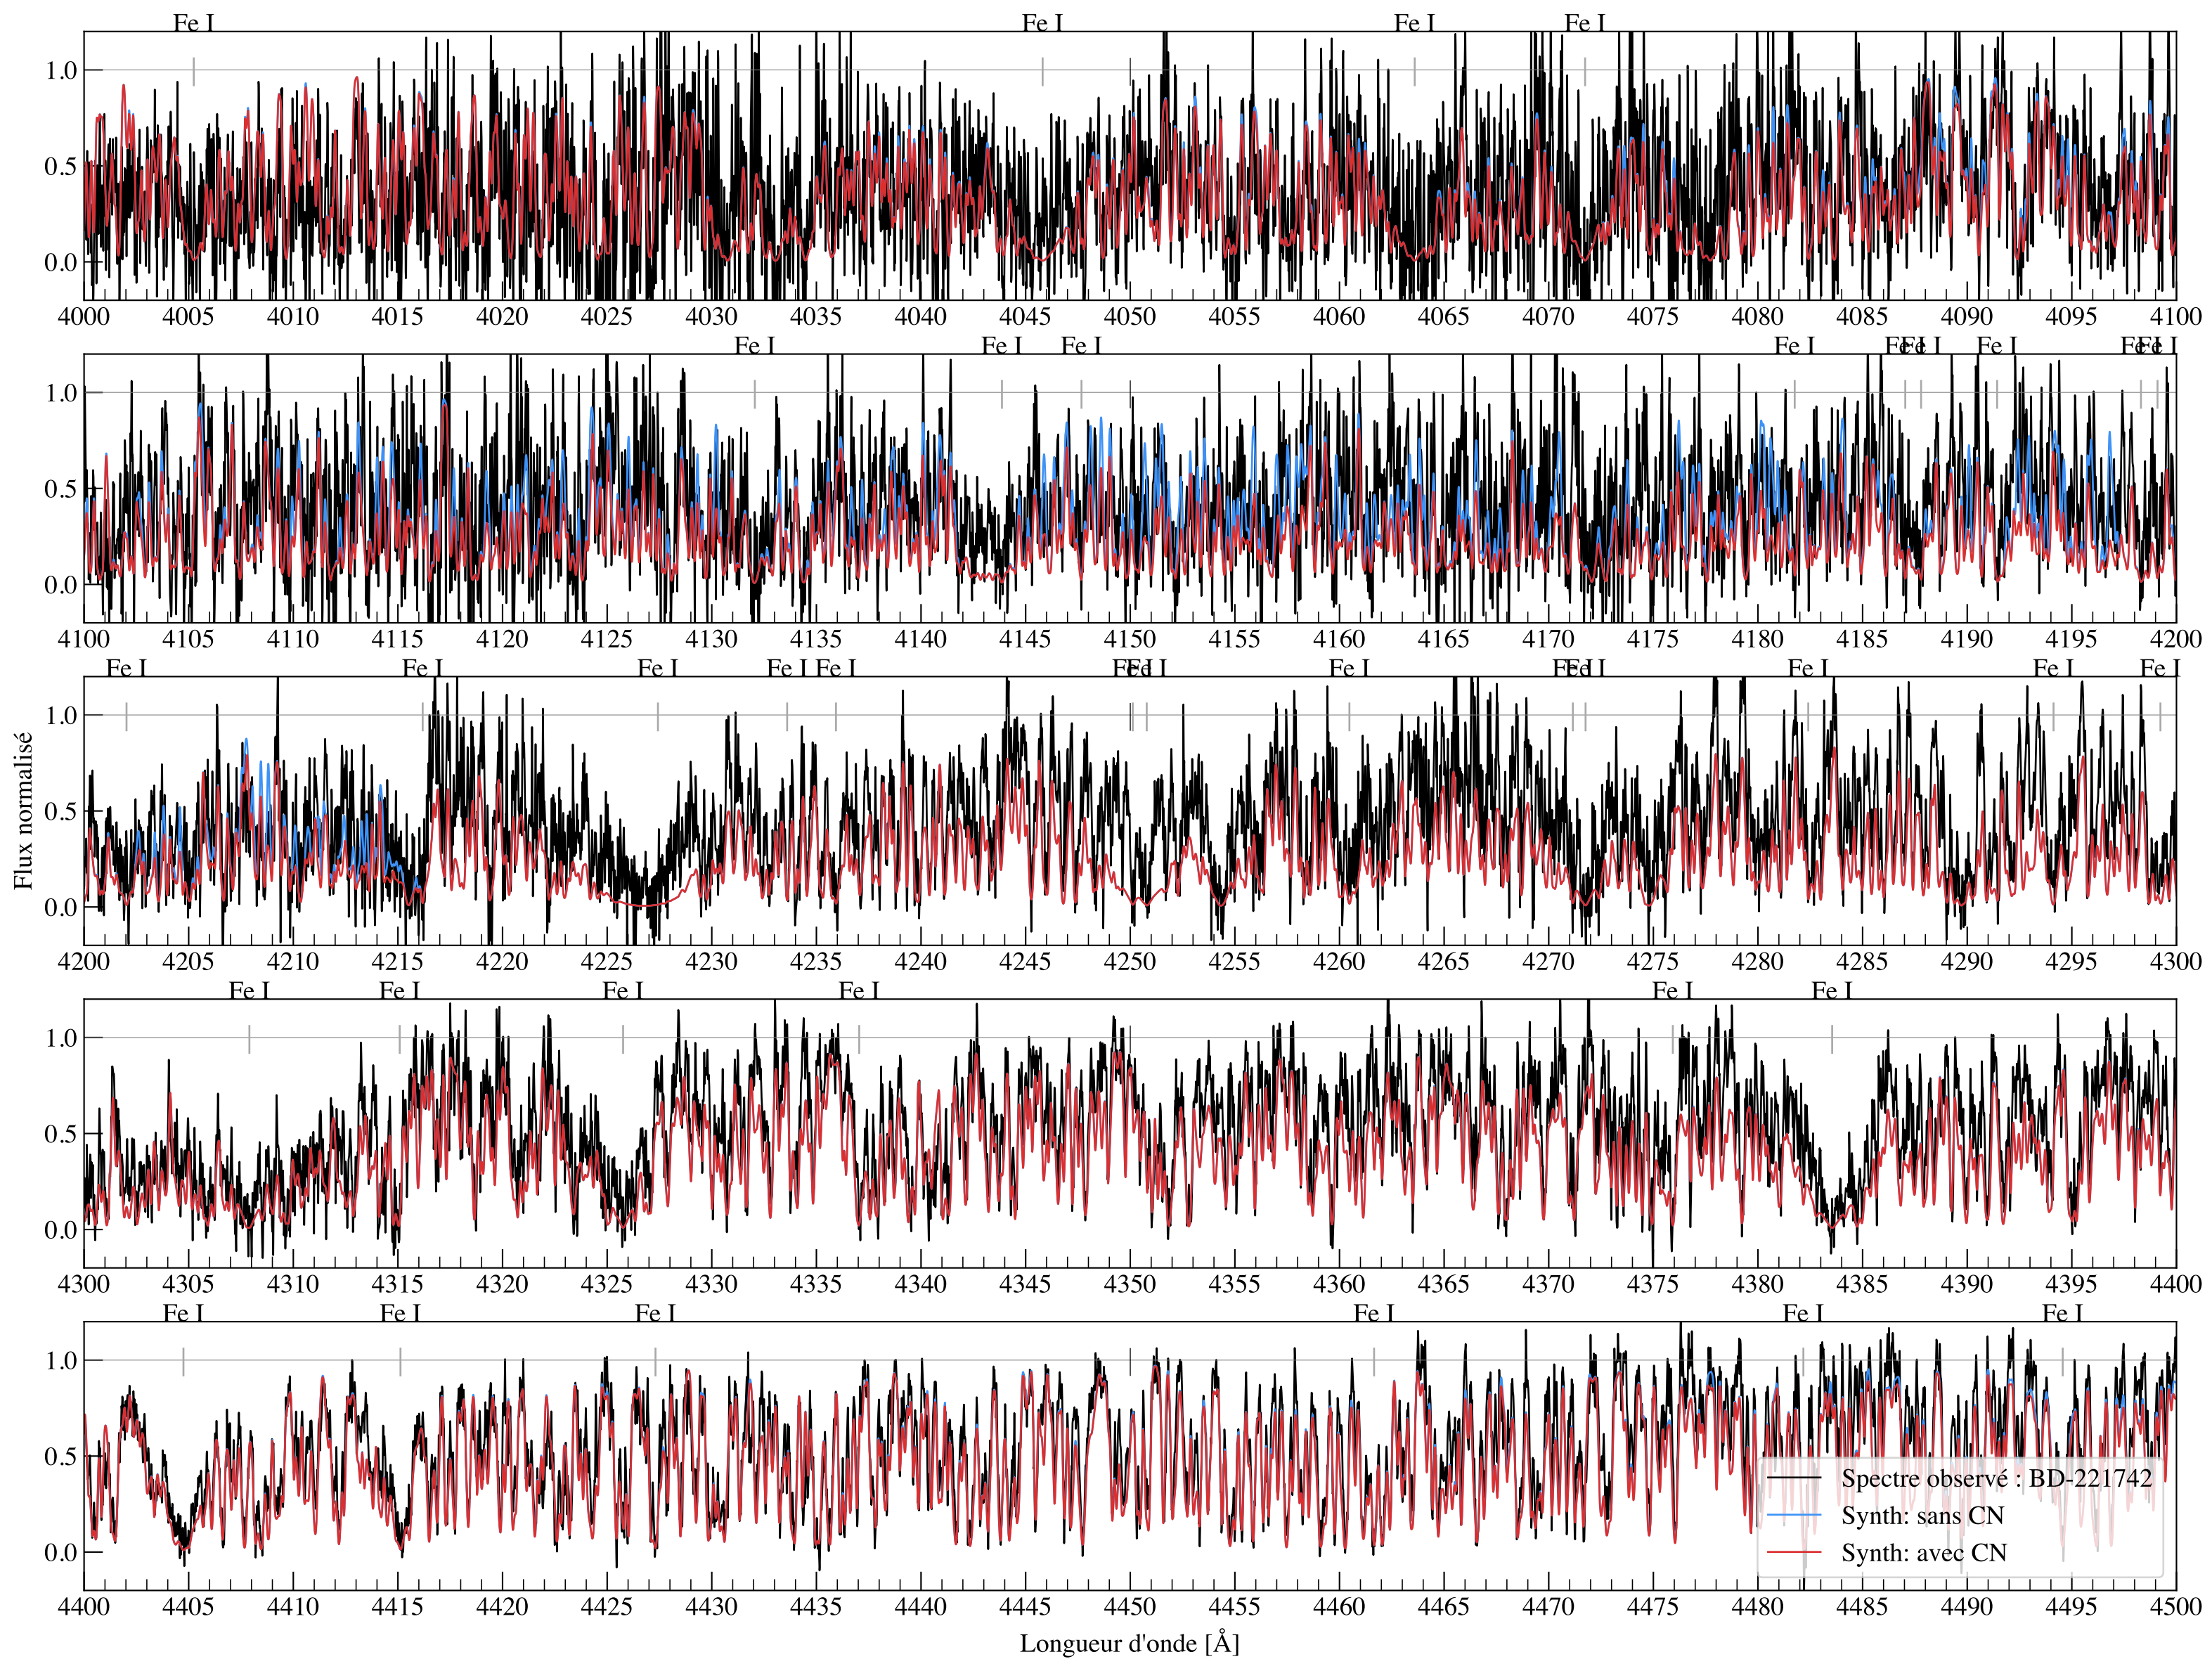 Fe I Fe I Fe I Fe I
1.0
0.5
0.0
4000 4005 4010 4015 4020 4025 4030 4035 4040 4045 4050 4055 4060 4065 4070 4075 4080 4085 4090 4095 4100
Fe I Fe I Fe I Fe I Fe I Fe I Fe I Fe I Fe I
1.0
0.5
0.0
4100 4105 4110 4115 4120 4125 4130 4135 4140 4145 4150 4155 4160 4165 4170 4175 4180 4185 4190 4195 4200
Fe I Fe I Fe I Fe I Fe I Fe I Fe I Fe I Fe I Fe I Fe I Fe I Fe I
1.0
0.5
0.0
Flux normalisé
4200 4205 4210 4215 4220 4225 4230 4235 4240 4245 4250 4255 4260 4265 4270 4275 4280 4285 4290 4295 4300
Fe I Fe I Fe I Fe I Fe I Fe I
1.0
0.5
0.0
4300 4305 4310 4315 4320 4325 4330 4335 4340 4345 4350 4355 4360 4365 4370 4375 4380 4385 4390 4395 4400
Fe I Fe I Fe I Fe I Fe I Fe I
1.0
0.5
0.0
Spectre observé : BD-221742
Synth: sans CN
Synth: avec CN
4400 4405 4410 4415 4420 4425 4430 4435 4440 4445 4450 4455 4460 4465 4470 4475 4480 4485 4490 4495 4500
Longueur d'onde [Å]